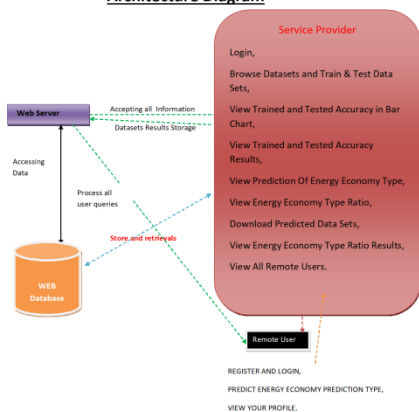 Architecture Diagram
Service Provider
Login,
Browse Datasets and Train & Test Data
Sets,
View Trained and Tested Accuracy in Bar
Chart,
View Trained and Tested Accuracy
Results,
View Prediction Of Energy Economy Type,
View Energy Economy Ratio,
Download Predicted Data Sets,
View Energy Economy Type Ratio Results,
View All Remote Users.
Web Server
Accepting all Information
Datasets Results Storage
Accessing
Data
Process all
user queries
Store and retrievals
WEB
Database
Remote User
REGISTER AND LOGIN,
PREDICT ENERGY ECONOMY PREDICTION TYPE,
VIEW YOUR PROFILE.